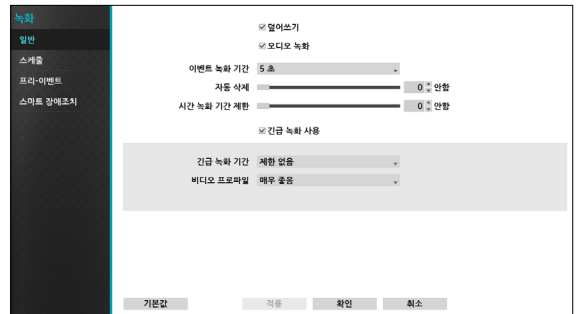 녹화
일반
스케줄
프리-이벤트
스마트 장애조치
덮어쓰기
오디오 녹화
이벤트 녹화 기간 5 초
자동 삭제 0 안함
시간 녹화 기간 제한 0 안함
긴급 녹화 사용
긴급 녹화 기간 제한 없음
비디오 프로파일 매우 좋음
기본값 적용 확인 취소